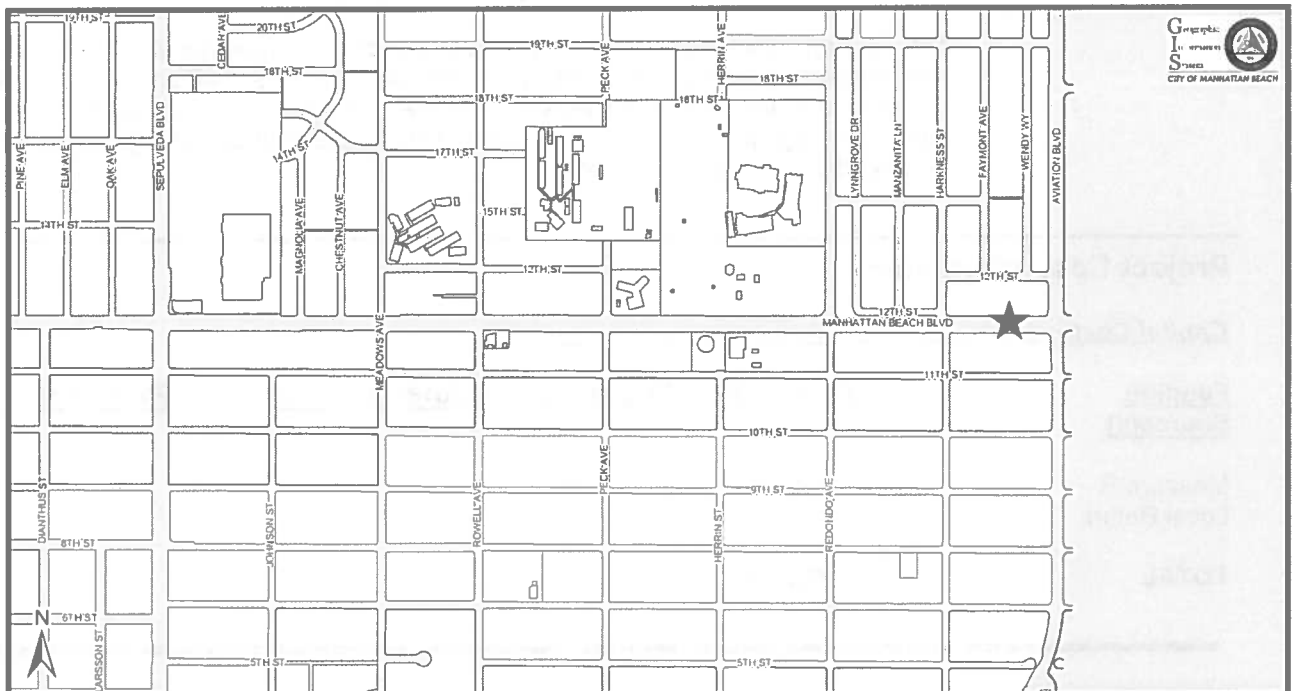 19TH ST
20TH ST
CEDAR AVE
19TH ST
PECK AVE
HERRIN AVE
Geographic
Information
System
CITY OF MANHATTAN BEACH
18TH ST
18TH ST
18TH ST
18TH ST
SEPULVEDA BLVD
PINE AVE
ELM AVE
OAK AVE
14TH ST
17TH ST
LYNNGROVE DR
MANZANITA LN
HARKNESS ST
FAYMONT AVE
WENDY WY
AVIATION BLVD
14TH ST
MAGNOLIA AVE
CHESTNUT AVE
15TH ST
12TH ST
12TH ST
12TH ST
MANHATTAN BEACH BLVD
MEADOWS AVE
11TH ST
10TH ST
DIANTHUS ST
JOHNSON ST
ROWELL AVE
PECK AVE
HERRIN ST
REDONDO AVE
9TH ST
8TH ST
N
6TH ST
LARSSON ST
5TH ST
5TH ST